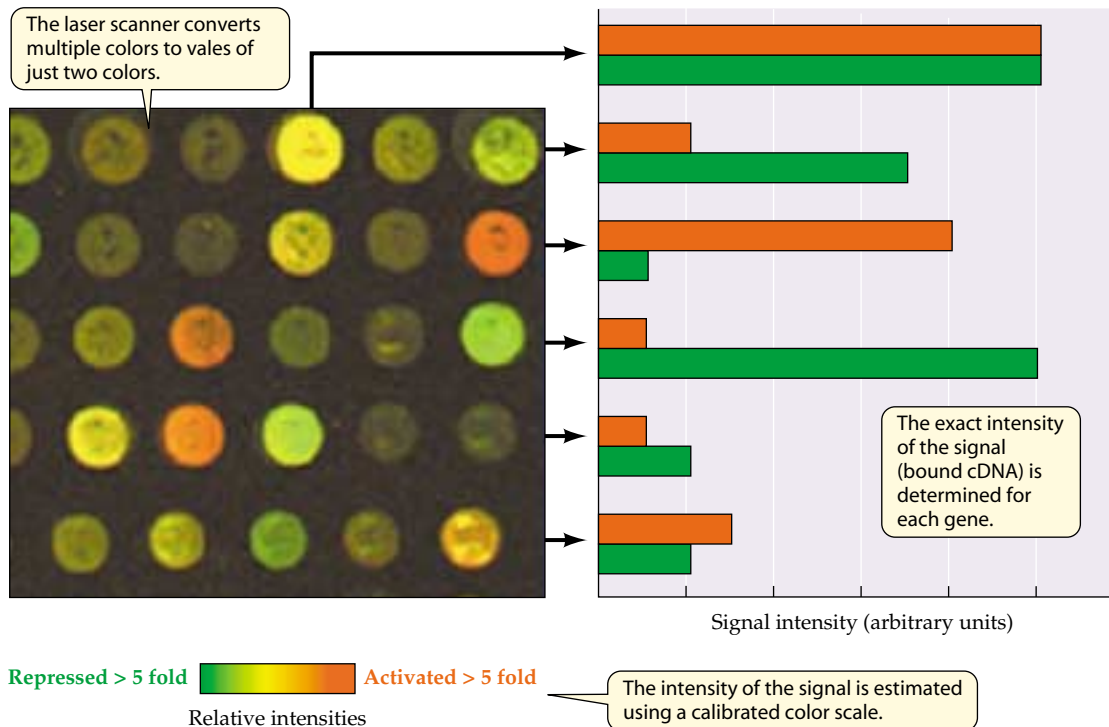 The laser scanner converts
multiple colors to vales of
just two colors.
The exact intensity
of the signal
(bound cDNA) is
determined for
each gene.
Signal intensity (arbitrary units)
Repressed > 5 fold
Activated > 5 fold
Relative intensities
The intensity of the signal is estimated
using a calibrated color scale.